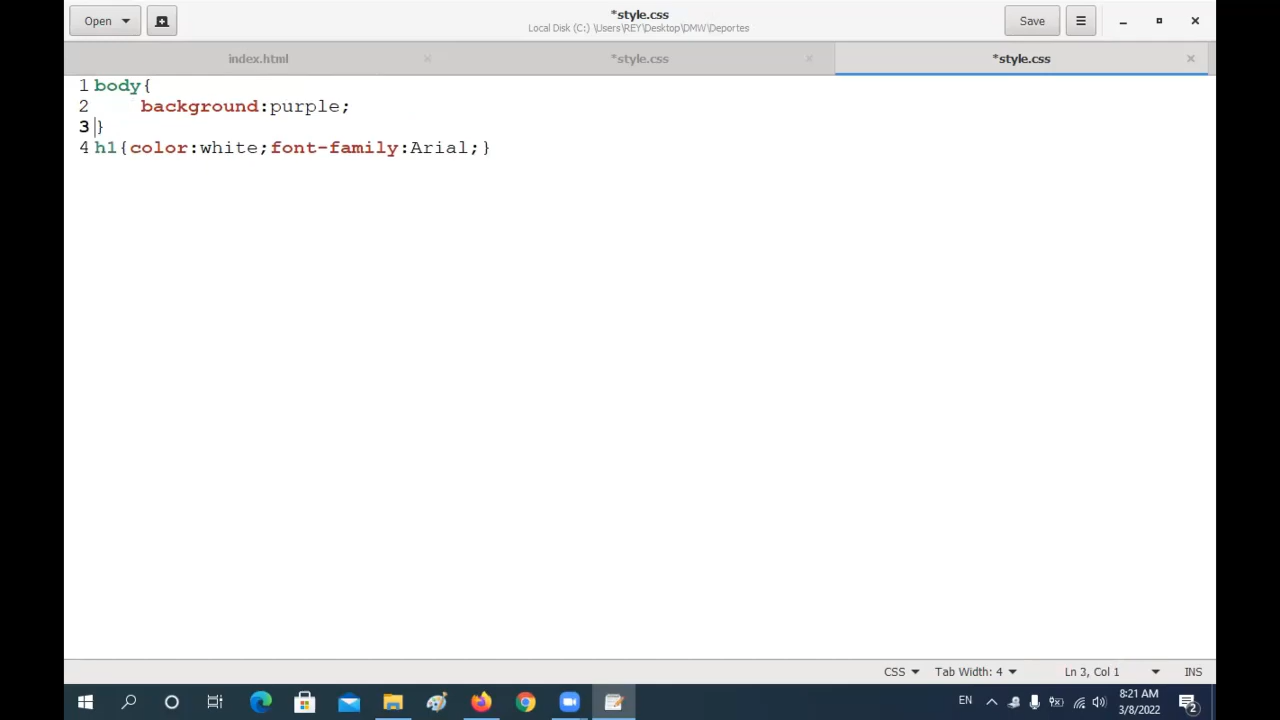 Open
*style.css
Local Disk (C:) \Users\REY\Desktop\DMW\Deportes
Save
index.html
*style.css
*style.css
1 body{
2     background:purple;
3 }
4 h1{color:white;font-family:Arial;}
CSS
Tab Width: 4
Ln 3, Col 1
INS
EN
8:21 AM
3/8/2022
2